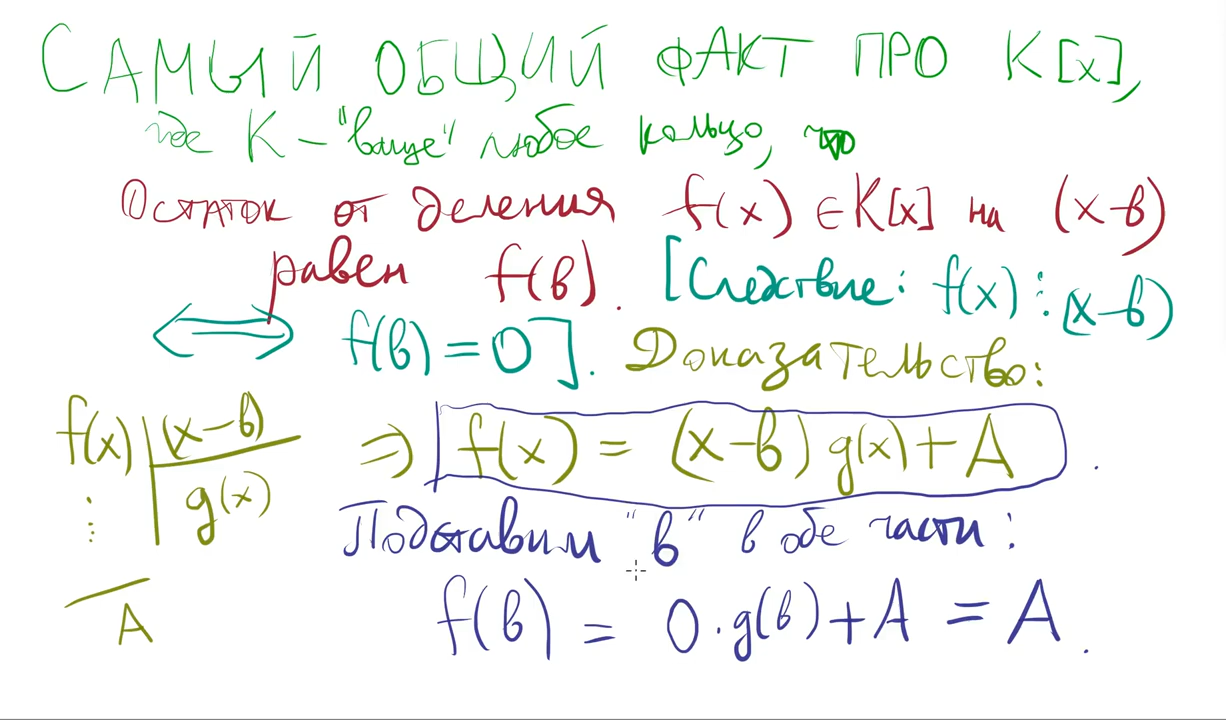 САМЫЙ ОБЩИЙ ФАКТ ПРО K[x],
где K – "ваще" любое кольцо, что
Остаток от деления f(x) ∈ K[x] на (x–в)
равен f(в). [Следствие: f(x) ⋮ (x–в)
⟺ f(в) = 0]. Доказательство:
f(x) | (x–в)
⋮ g(x)
A
⇒ f(x) = (x–в) g(x) + A .
Подставим "в" в обе части:
f(в) = 0·g(в) + A = A.